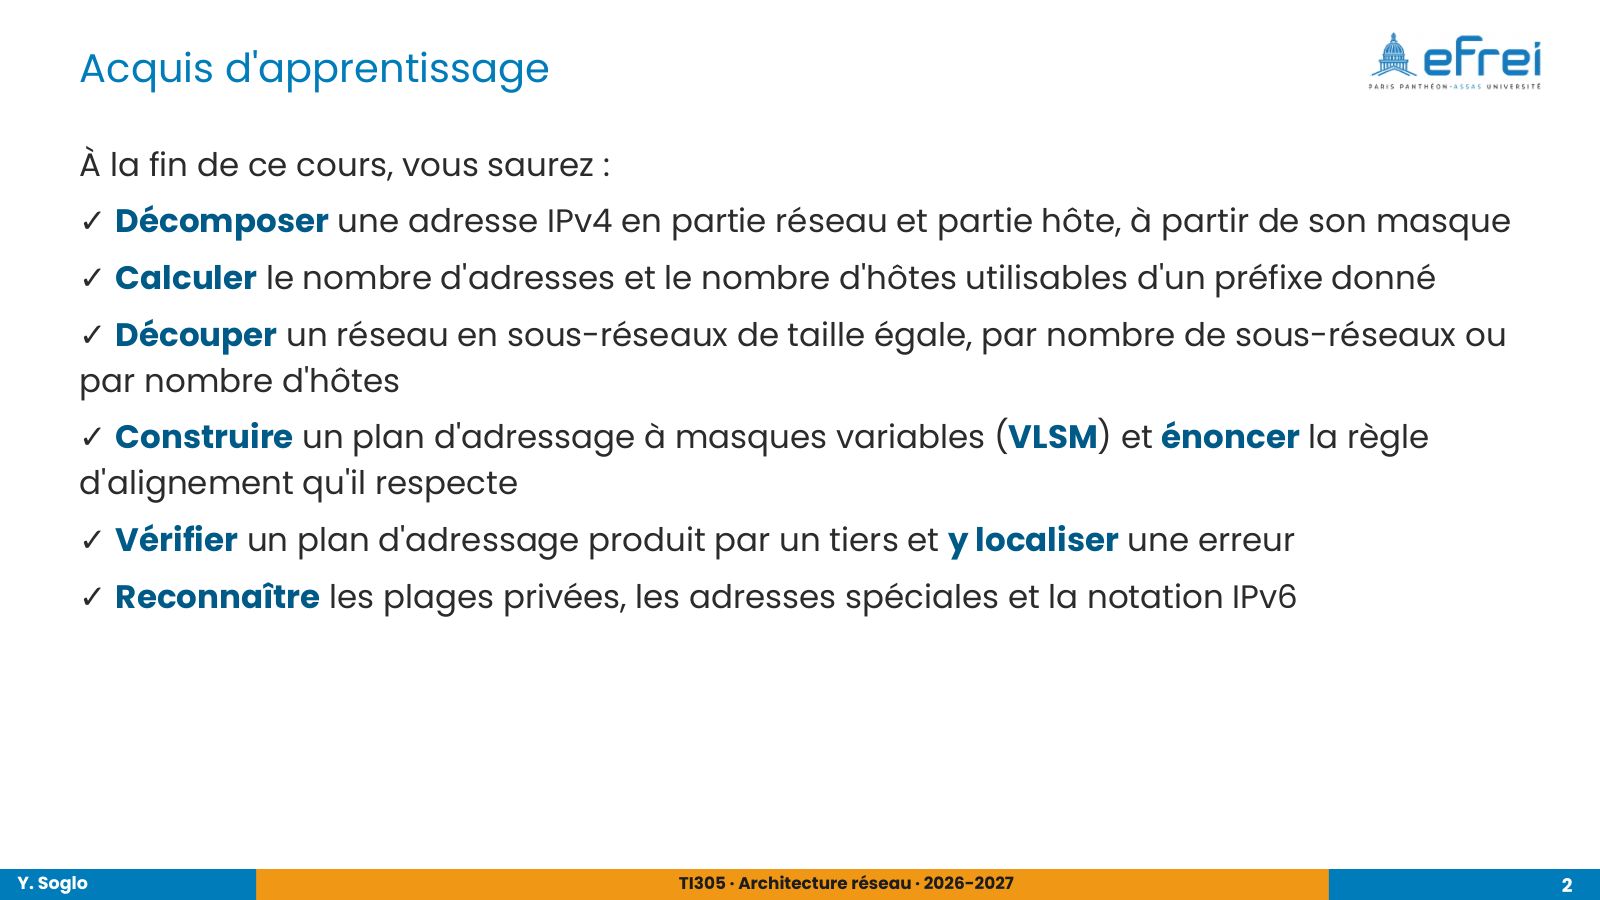 Acquis d'apprentissage
efrei
PARIS PANTHÉON-ASSAS UNIVERSITÉ
À la fin de ce cours, vous saurez :
✓ Décomposer une adresse IPv4 en partie réseau et partie hôte, à partir de son masque
✓ Calculer le nombre d'adresses et le nombre d'hôtes utilisables d'un préfixe donné
✓ Découper un réseau en sous-réseaux de taille égale, par nombre de sous-réseaux ou
par nombre d'hôtes
✓ Construire un plan d'adressage à masques variables (VLSM) et énoncer la règle
d'alignement qu'il respecte
✓ Vérifier un plan d'adressage produit par un tiers et y localiser une erreur
✓ Reconnaître les plages privées, les adresses spéciales et la notation IPv6
Y. Soglo
TI305 · Architecture réseau · 2026-2027
2